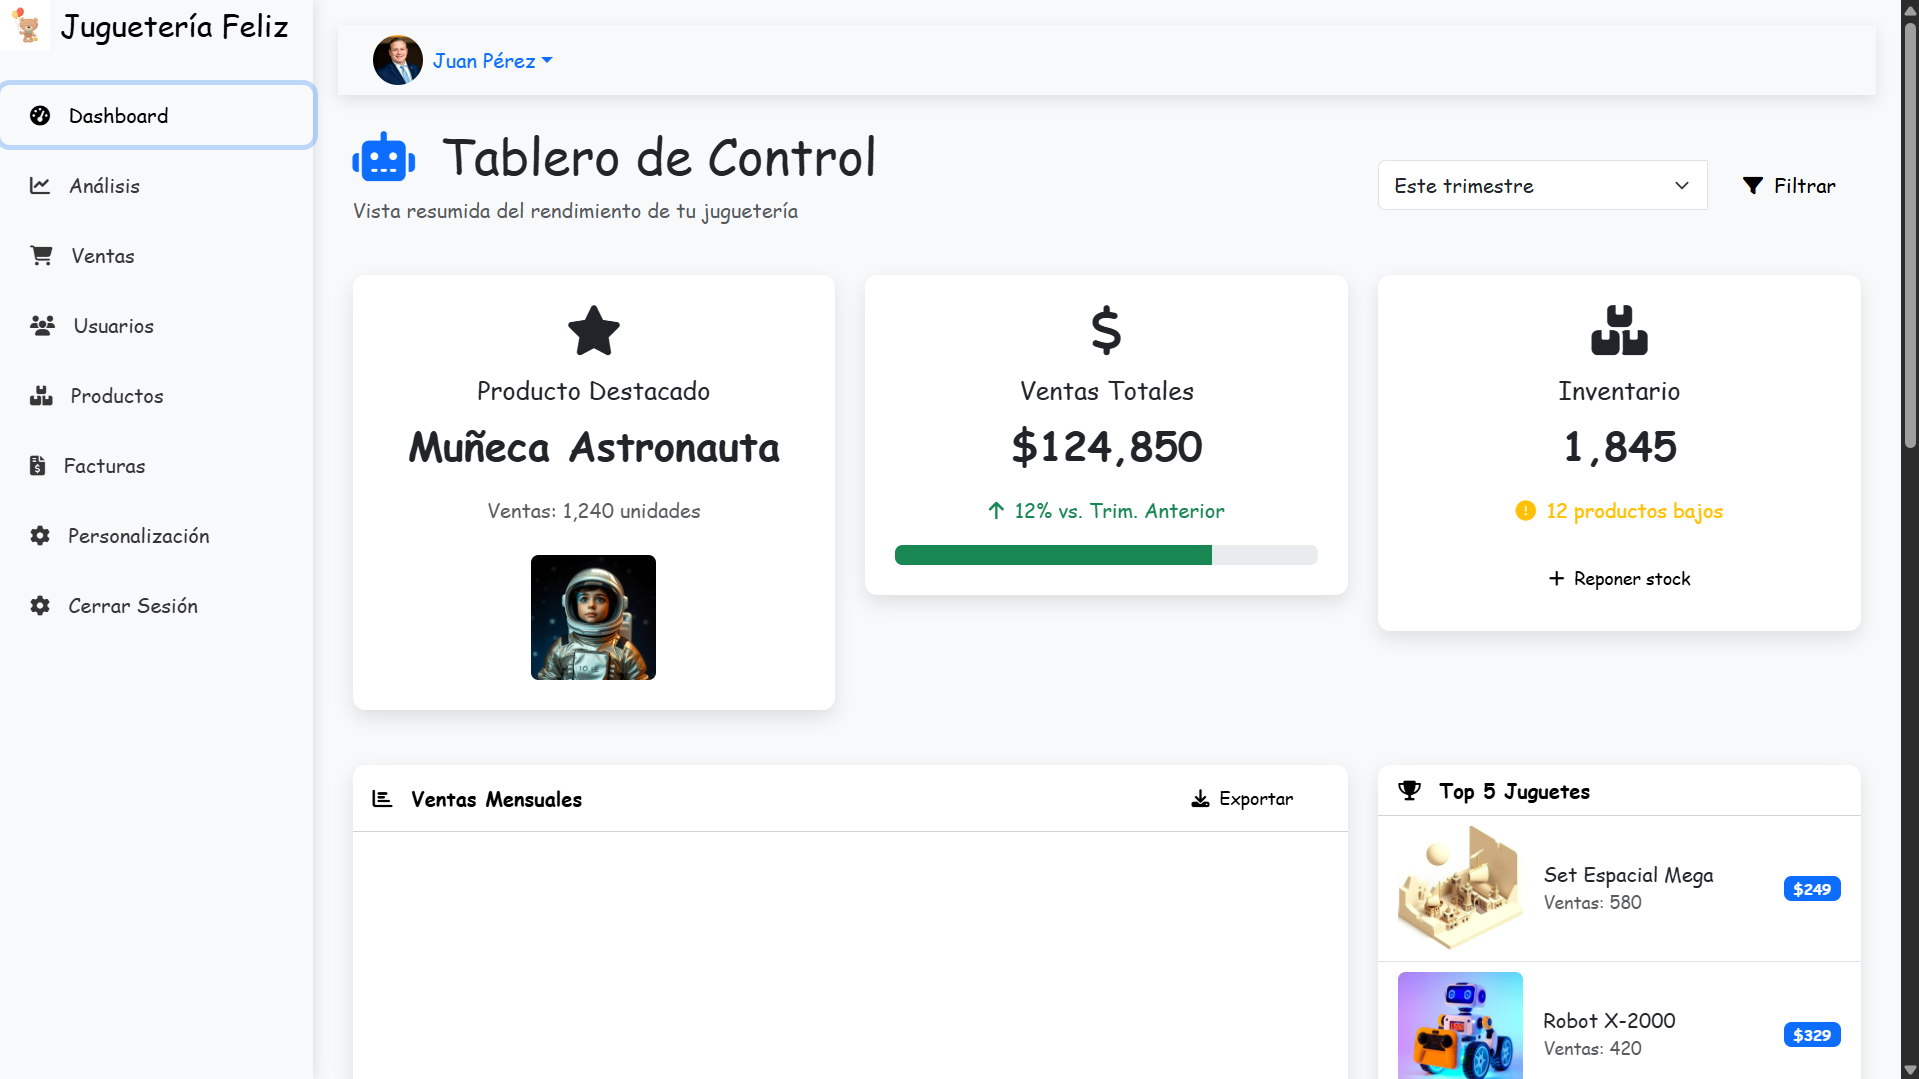 Juguetería Feliz
Dashboard
Análisis
Ventas
Usuarios
Productos
Facturas
Personalización
Cerrar Sesión
Juan Pérez
Tablero de Control
Vista resumida del rendimiento de tu juguetería
Este trimestre
Filtrar
Producto Destacado
Muñeca Astronauta
Ventas: 1,240 unidades
Ventas Totales
$124,850
12% vs. Trim. Anterior
Inventario
1,845
12 productos bajos
Reponer stock
Ventas Mensuales
Exportar
Top 5 Juguetes
Set Espacial Mega
Ventas: 580
$249
Robot X-2000
Ventas: 420
$329